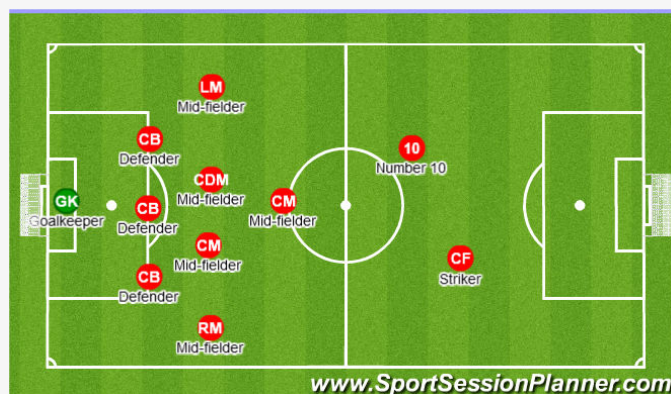 LM
Mid-fielder
CB
Defender
10
Number 10
CDM
Mid-fielder
GK
Goalkeeper
CB
Defender
CM
Mid-fielder
CM
Mid-fielder
CF
Striker
CB
Defender
RM
Mid-fielder
www.SportSessionPlanner.com